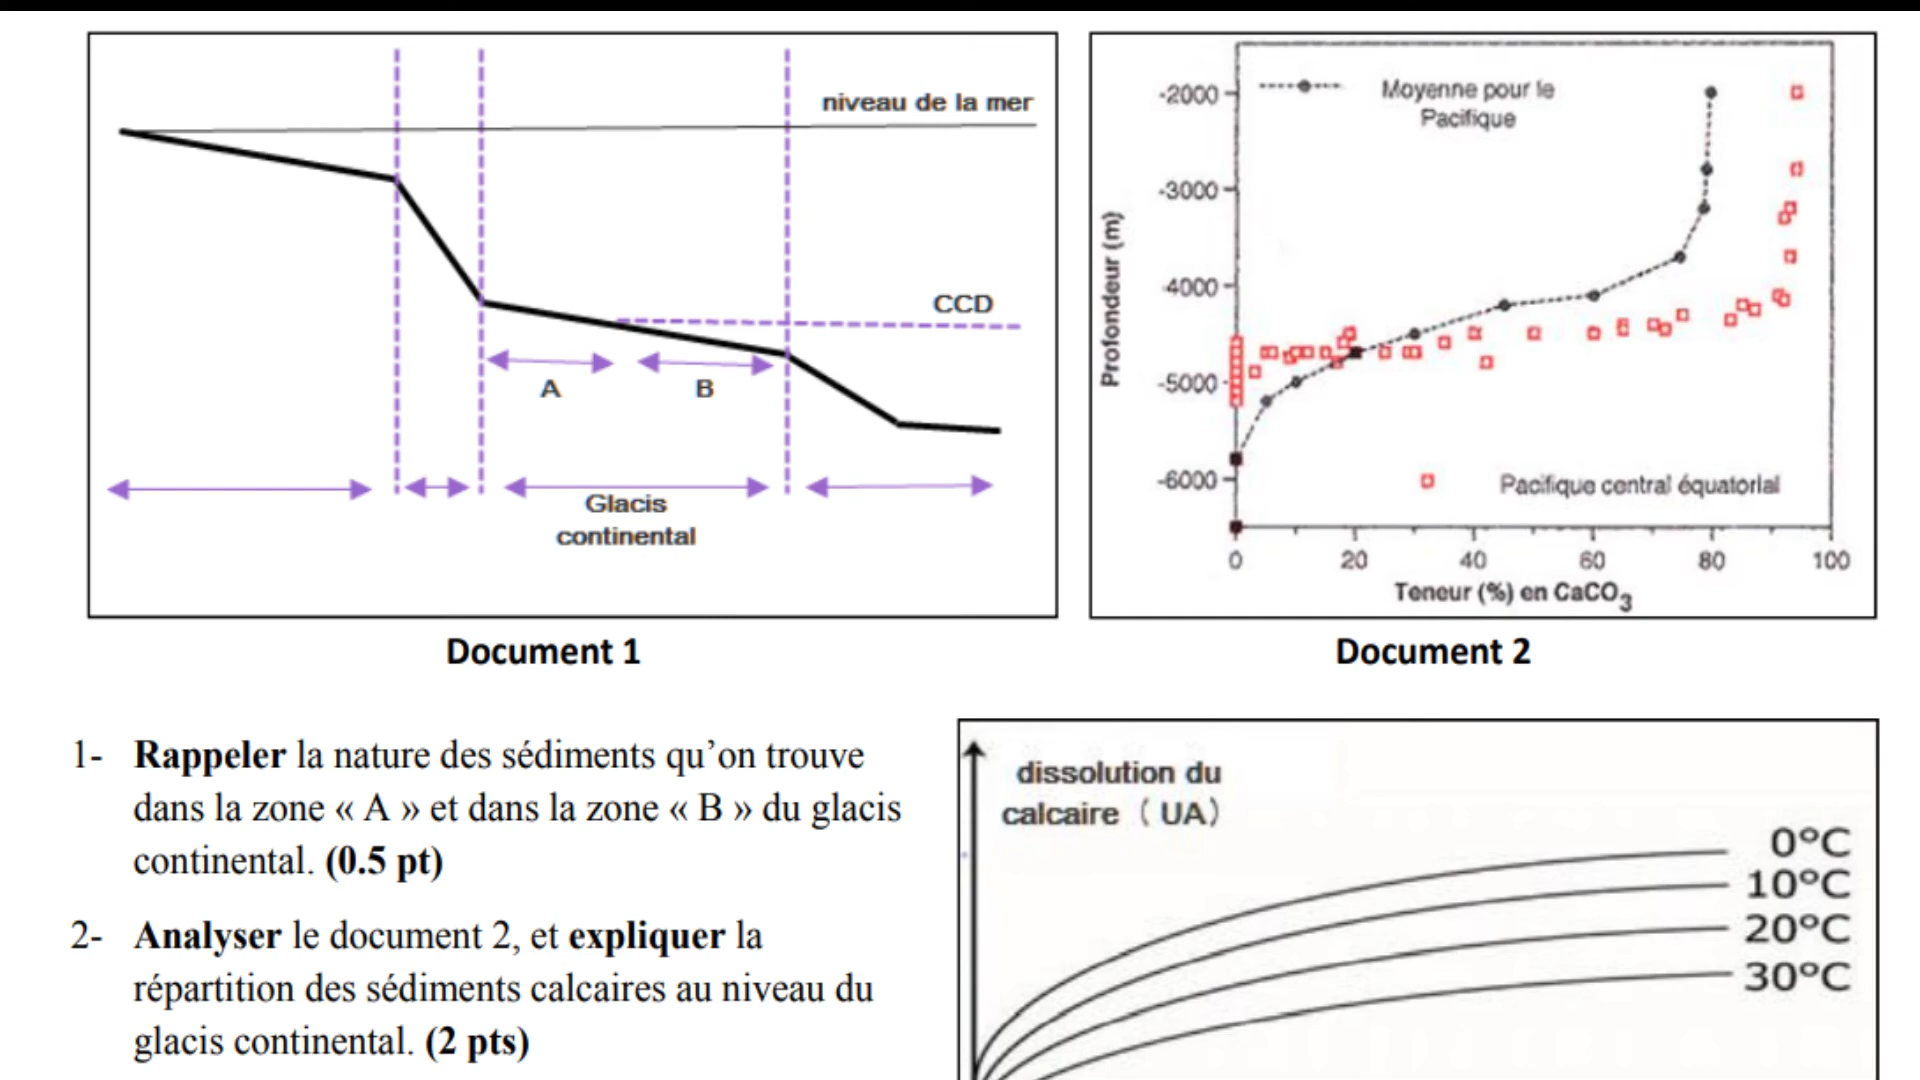 niveau de la mer
CCD
A
B
Glacis
continental
Document 1
-2000
-3000
-4000
-5000
-6000
Profondeur (m)
Moyenne pour le
Pacifique
Pacifique central équatorial
0 20 40 60 80 100
Teneur (%) en CaCO₃
Document 2
1- Rappeler la nature des sédiments qu’on trouve
dans la zone « A » et dans la zone « B » du glacis
continental. (0.5 pt)
2- Analyser le document 2, et expliquer la
répartition des sédiments calcaires au niveau du
glacis continental. (2 pts)
dissolution du
calcaire ( UA)
0°C
10°C
20°C
30°C